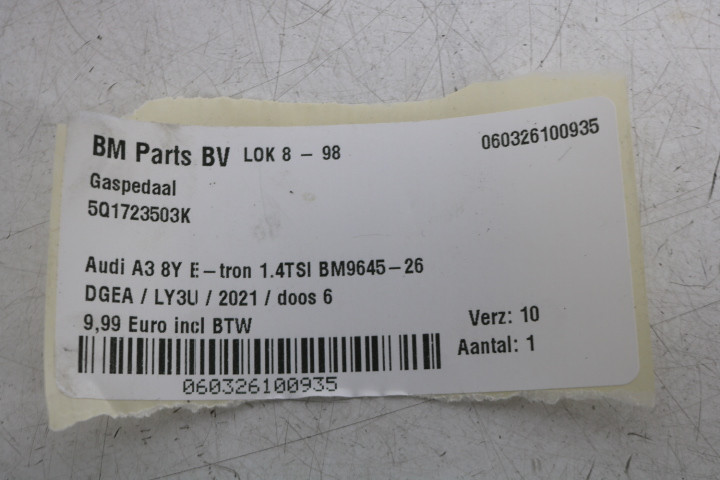 BM Parts BV LOK 8 - 98
060326100935
Gaspedaal
5Q1723503K
Audi A3 8Y E-tron 1.4TSI BM9645-26
DGEA / LY3U / 2021 / doos 6
9,99 Euro incl BTW
Verz: 10
Aantal: 1
060326100935